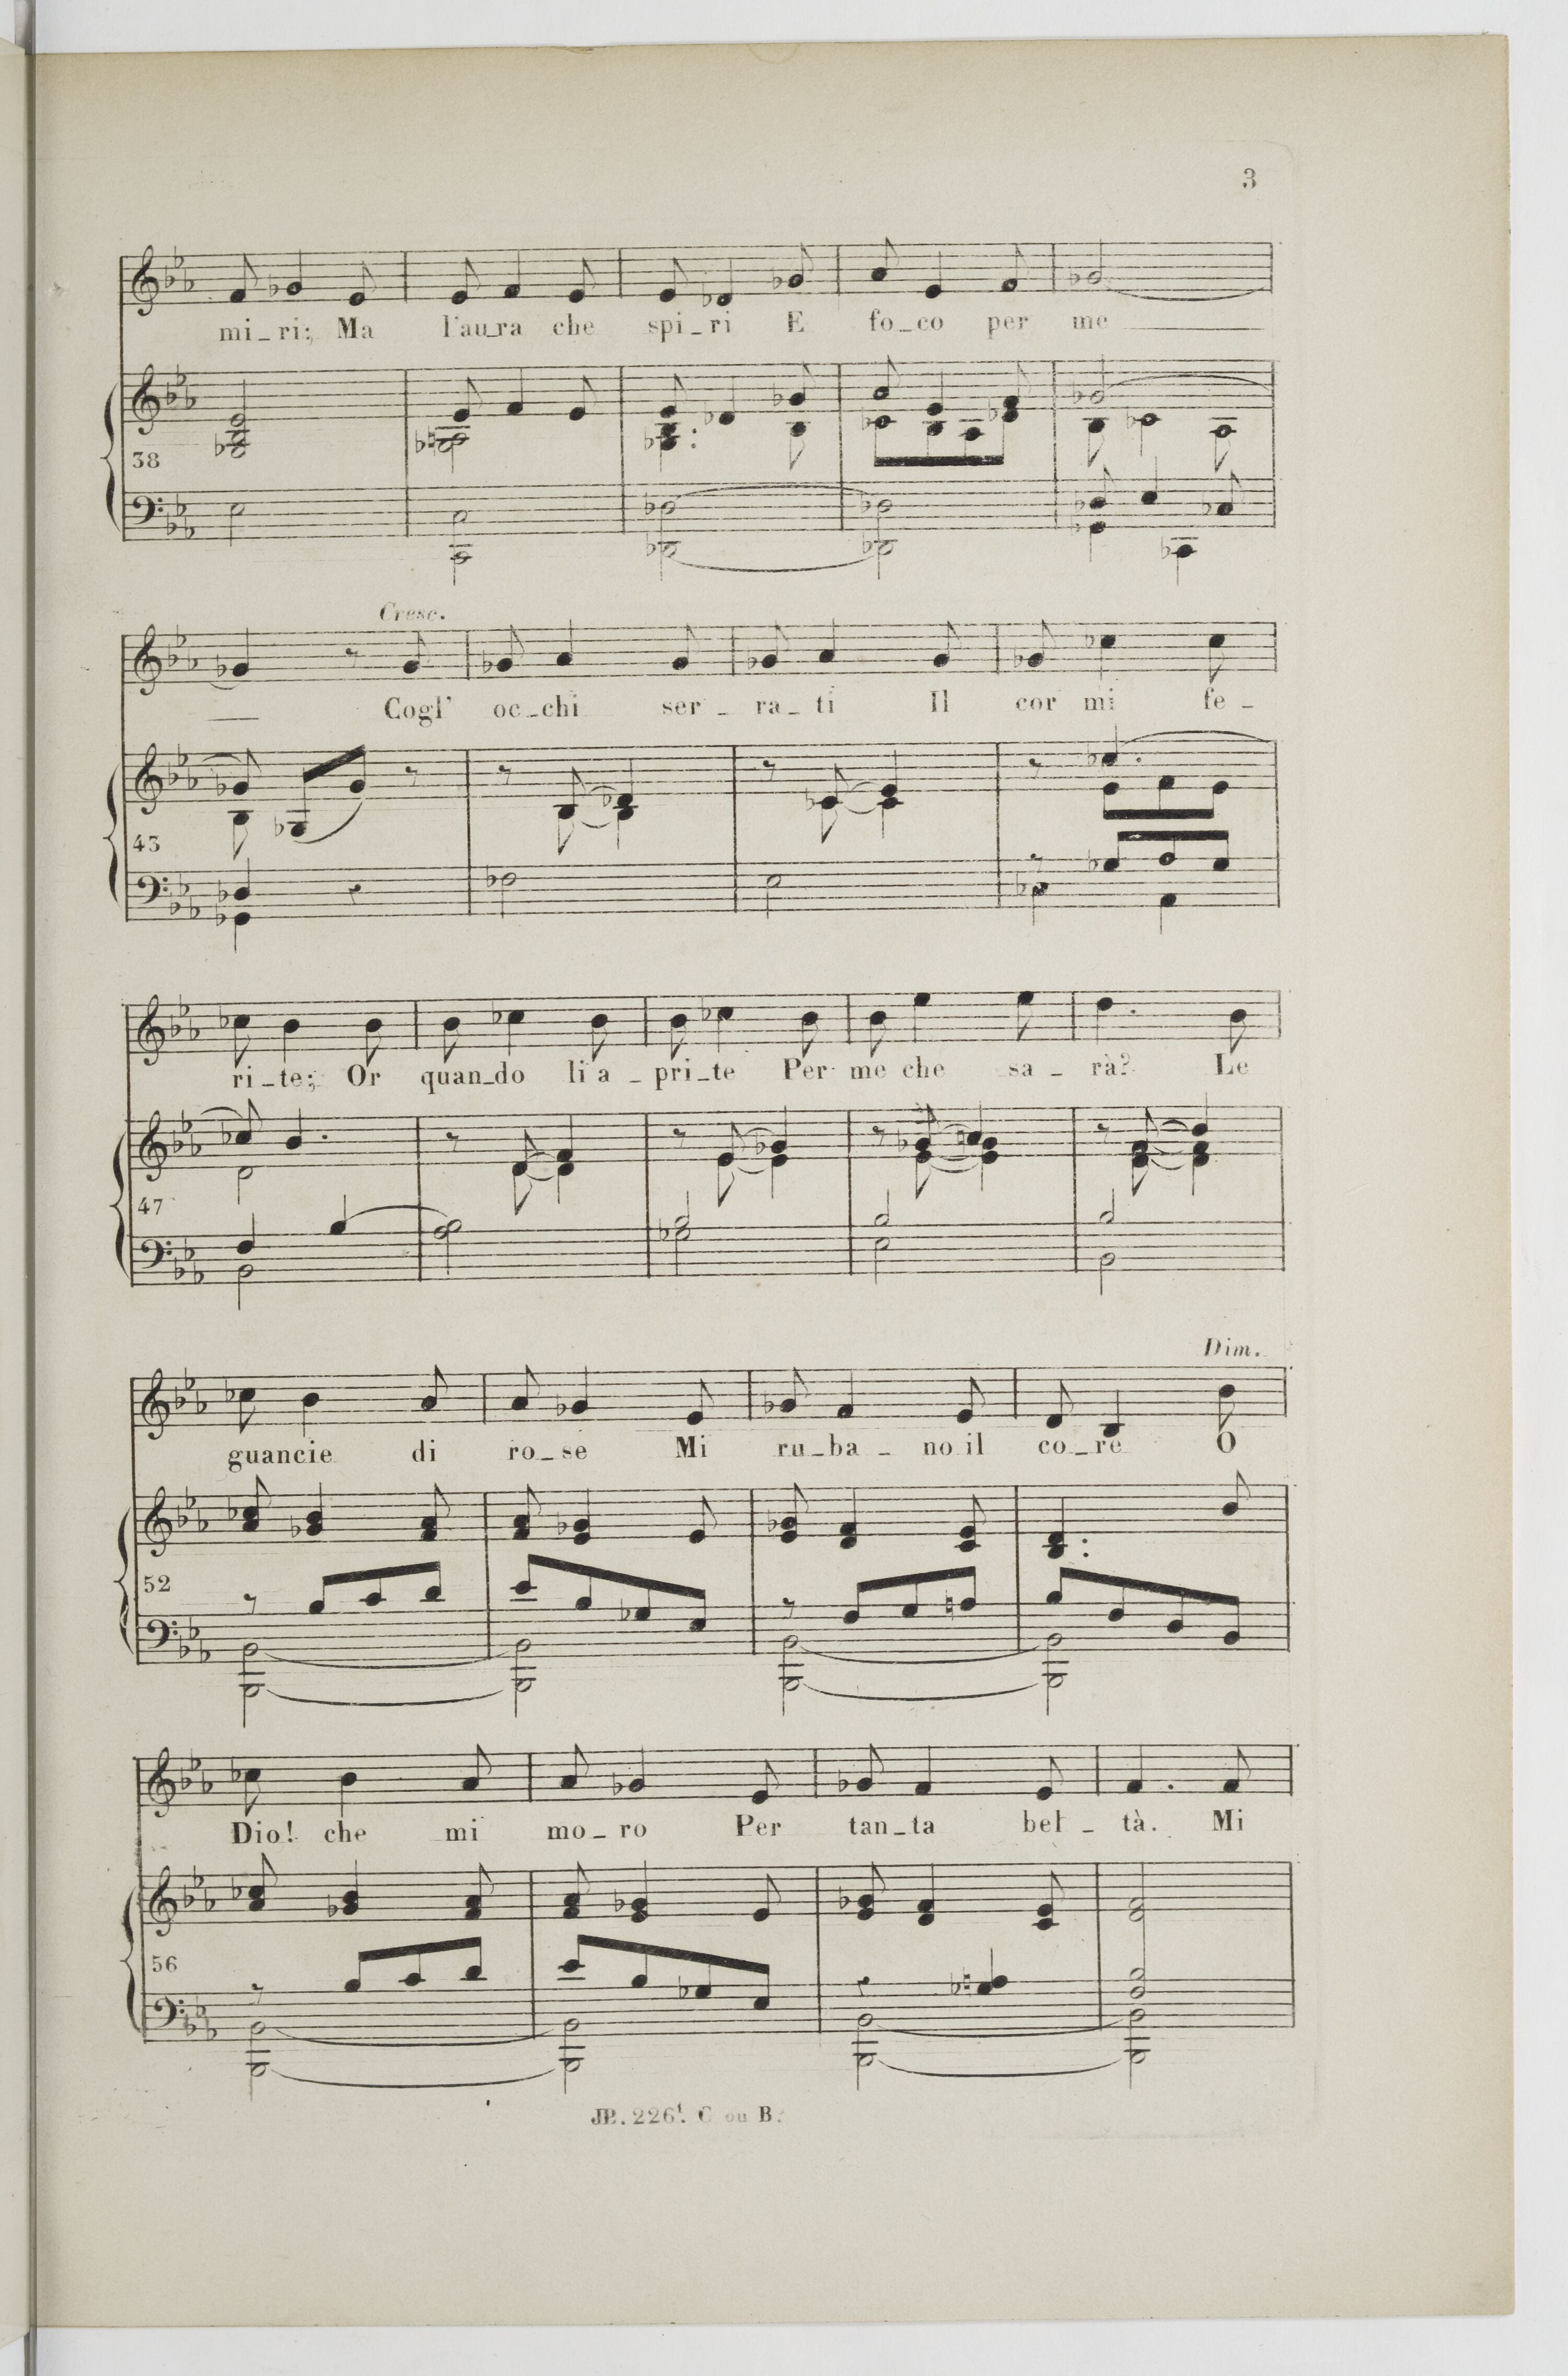 3
mi_ri; Ma l'au_ra che spi_ri E fo_co per me
38
Cresc.
Cogl' oc_chi ser_ra_ti Il cor mi fe_
43
ri_te; Or quan_do li a_pri_te Per me che sa_rà? Le
47
Dim.
guancie di ro_se Mi ru_ba_no il co_re O
52
Dio! che mi mo_ro Per tan_ta bel_tà. Mi
56
C ou B.